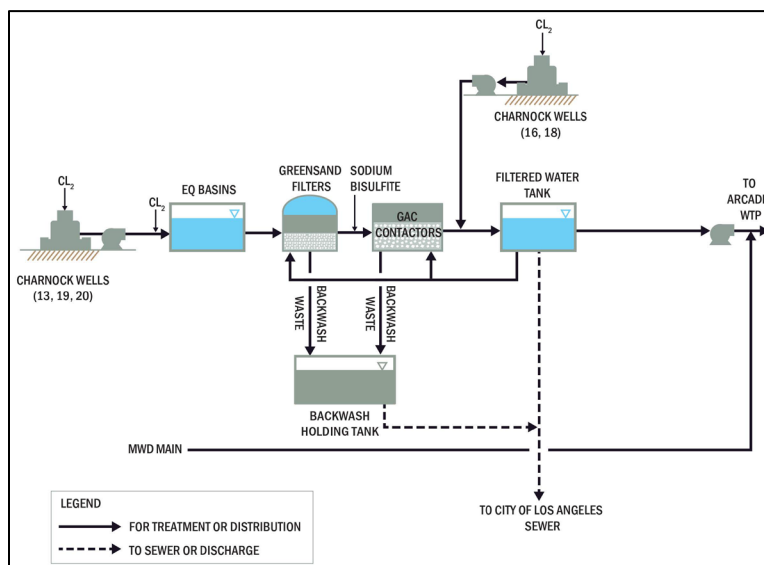 CL2
CHARNOCK WELLS
(16, 18)
CL2
CL2
EQ BASINS
GREENSAND
FILTERS
SODIUM
BISULFITE
GAC
CONTACTORS
FILTERED WATER
TANK
TO
ARCADI
WTP
CHARNOCK WELLS
(13, 19, 20)
BACKWASH
WASTE
BACKWASH
WASTE
BACKWASH
HOLDING TANK
MWD MAIN
TO CITY OF LOS ANGELES
SEWER
LEGEND
FOR TREATMENT OR DISTRIBUTION
TO SEWER OR DISCHARGE